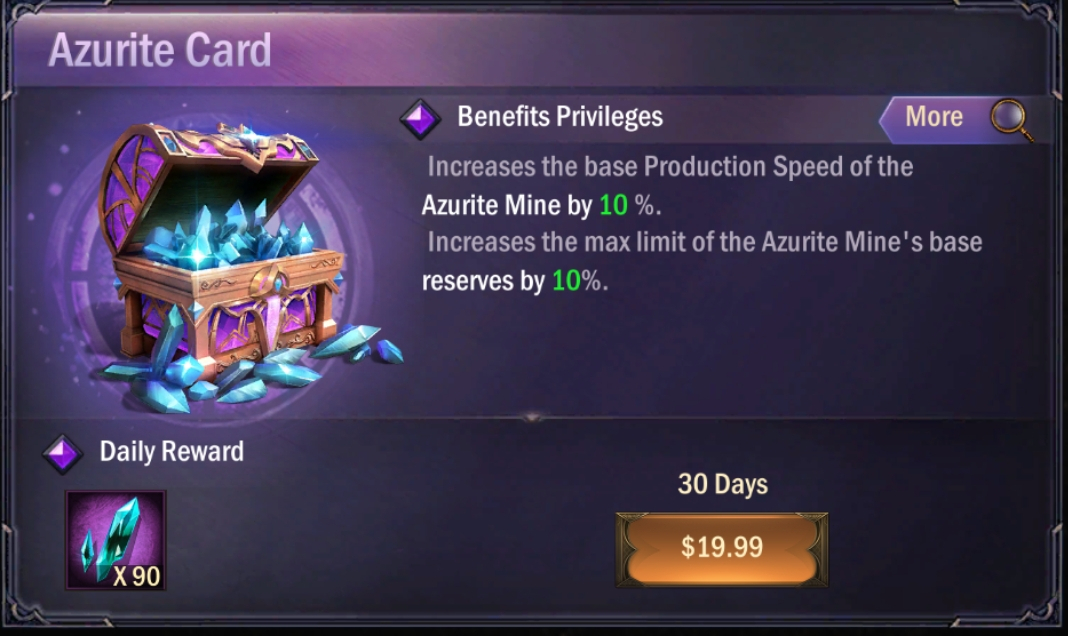 Azurite Card
Benefits Privileges
More
Increases the base Production Speed of the
Azurite Mine by 10 %.
Increases the max limit of the Azurite Mine's base
reserves by 10%.
Daily Reward
X 90
30 Days
$19.99